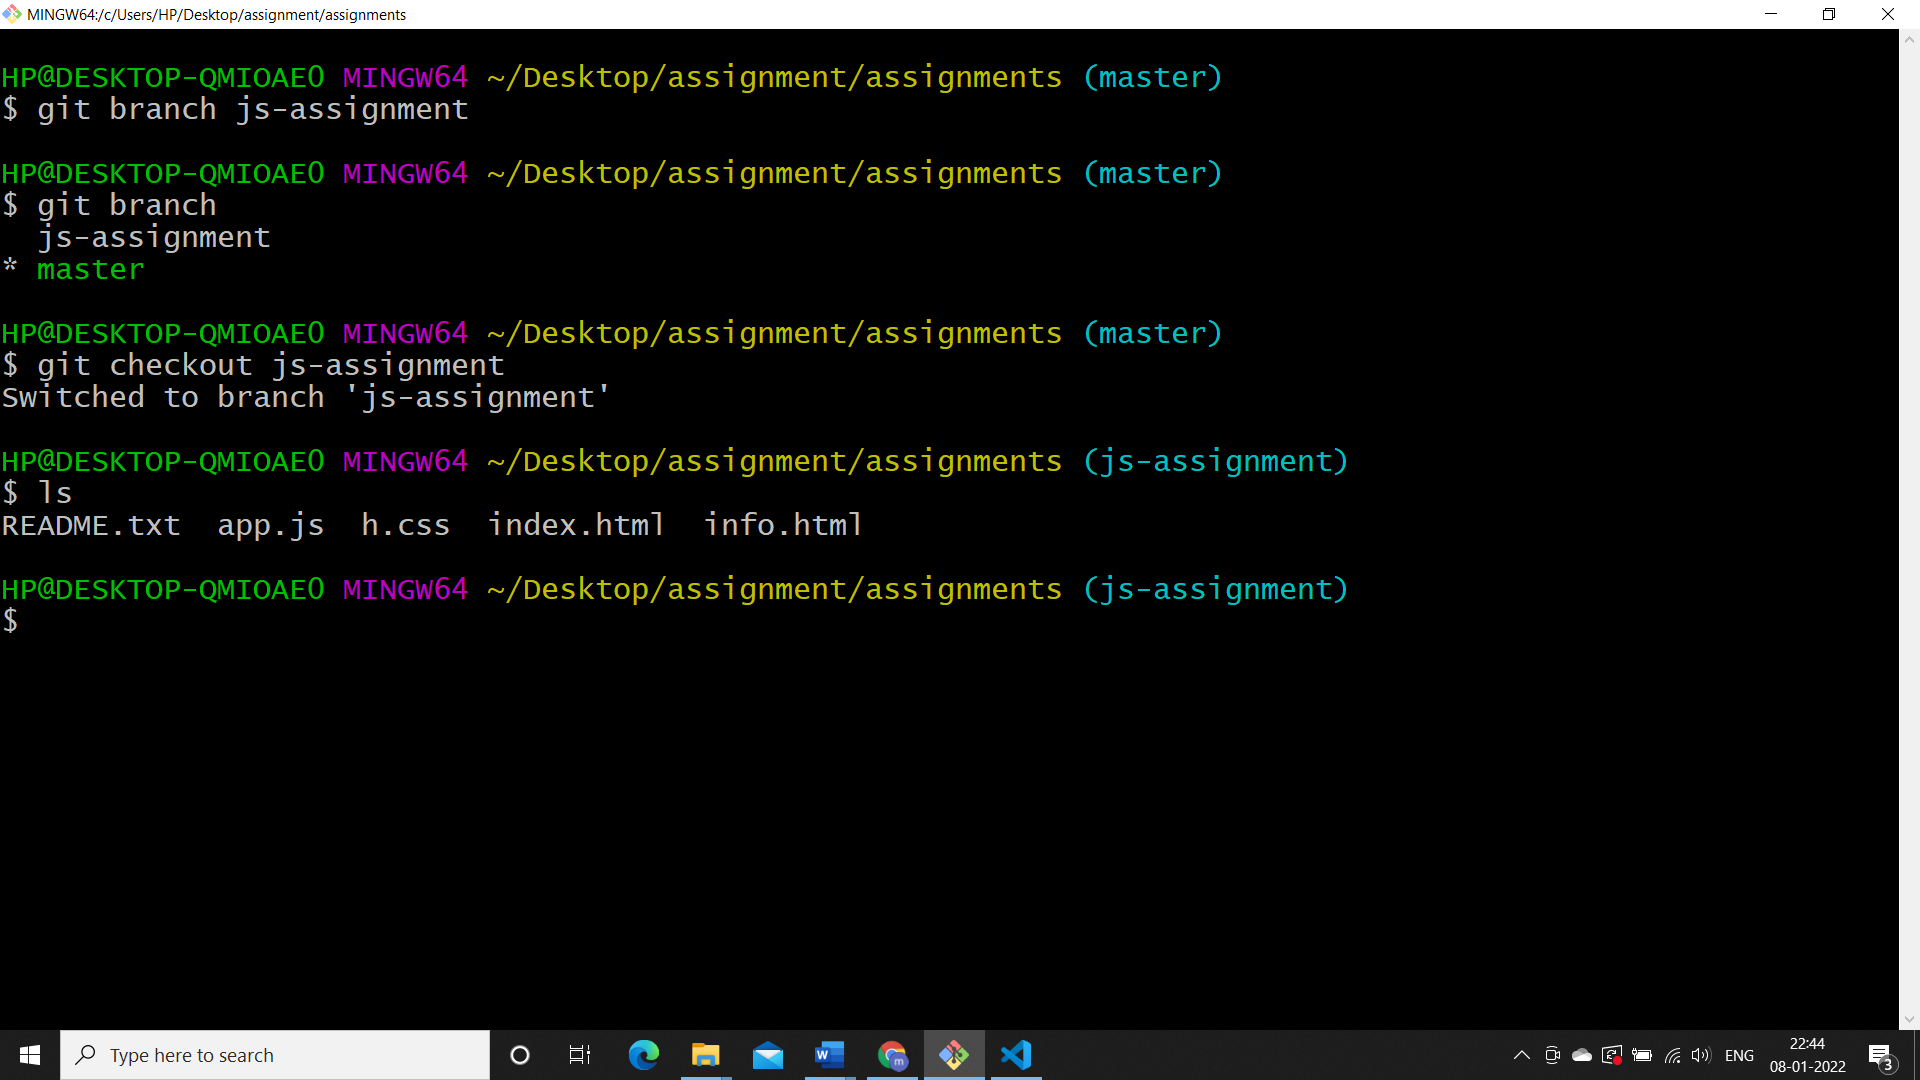 MINGW64:/c/Users/HP/Desktop/assignment/assignments
HP@DESKTOP-QMIOAEO MINGW64 ~/Desktop/assignment/assignments (master)
$ git branch js-assignment
HP@DESKTOP-QMIOAEO MINGW64 ~/Desktop/assignment/assignments (master)
$ git branch
js-assignment
* master
HP@DESKTOP-QMIOAEO MINGW64 ~/Desktop/assignment/assignments (master)
$ git checkout js-assignment
Switched to branch 'js-assignment'
HP@DESKTOP-QMIOAEO MINGW64 ~/Desktop/assignment/assignments (js-assignment)
$ ls
README.txt  app.js  h.css  index.html  info.html
HP@DESKTOP-QMIOAEO MINGW64 ~/Desktop/assignment/assignments (js-assignment)
$
Type here to search
ENG
22:44
08-01-2022
3